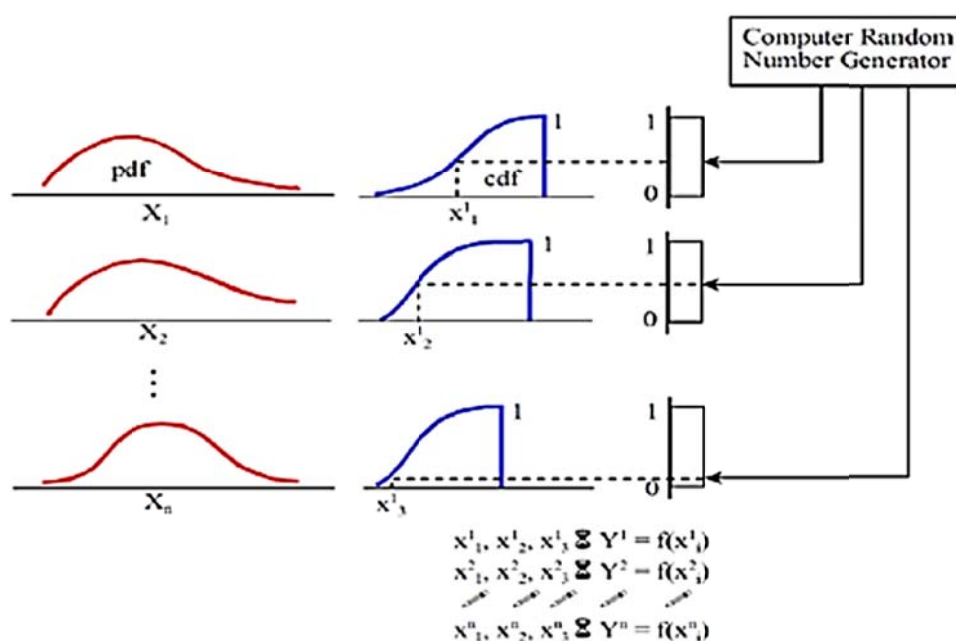 Computer Random
Number Generator
pdf
X₁
1
cdf
x¹₁
1
0
X₂
1
x¹₂
1
0
Xₙ
1
x¹₃
1
0
x¹₁, x¹₂, x¹₃ Y¹ = f(x¹ᵢ)
x²₁, x²₂, x²₃ Y² = f(x²ᵢ)
xⁿ₁, xⁿ₂, xⁿ₃ Yⁿ = f(xⁿᵢ)